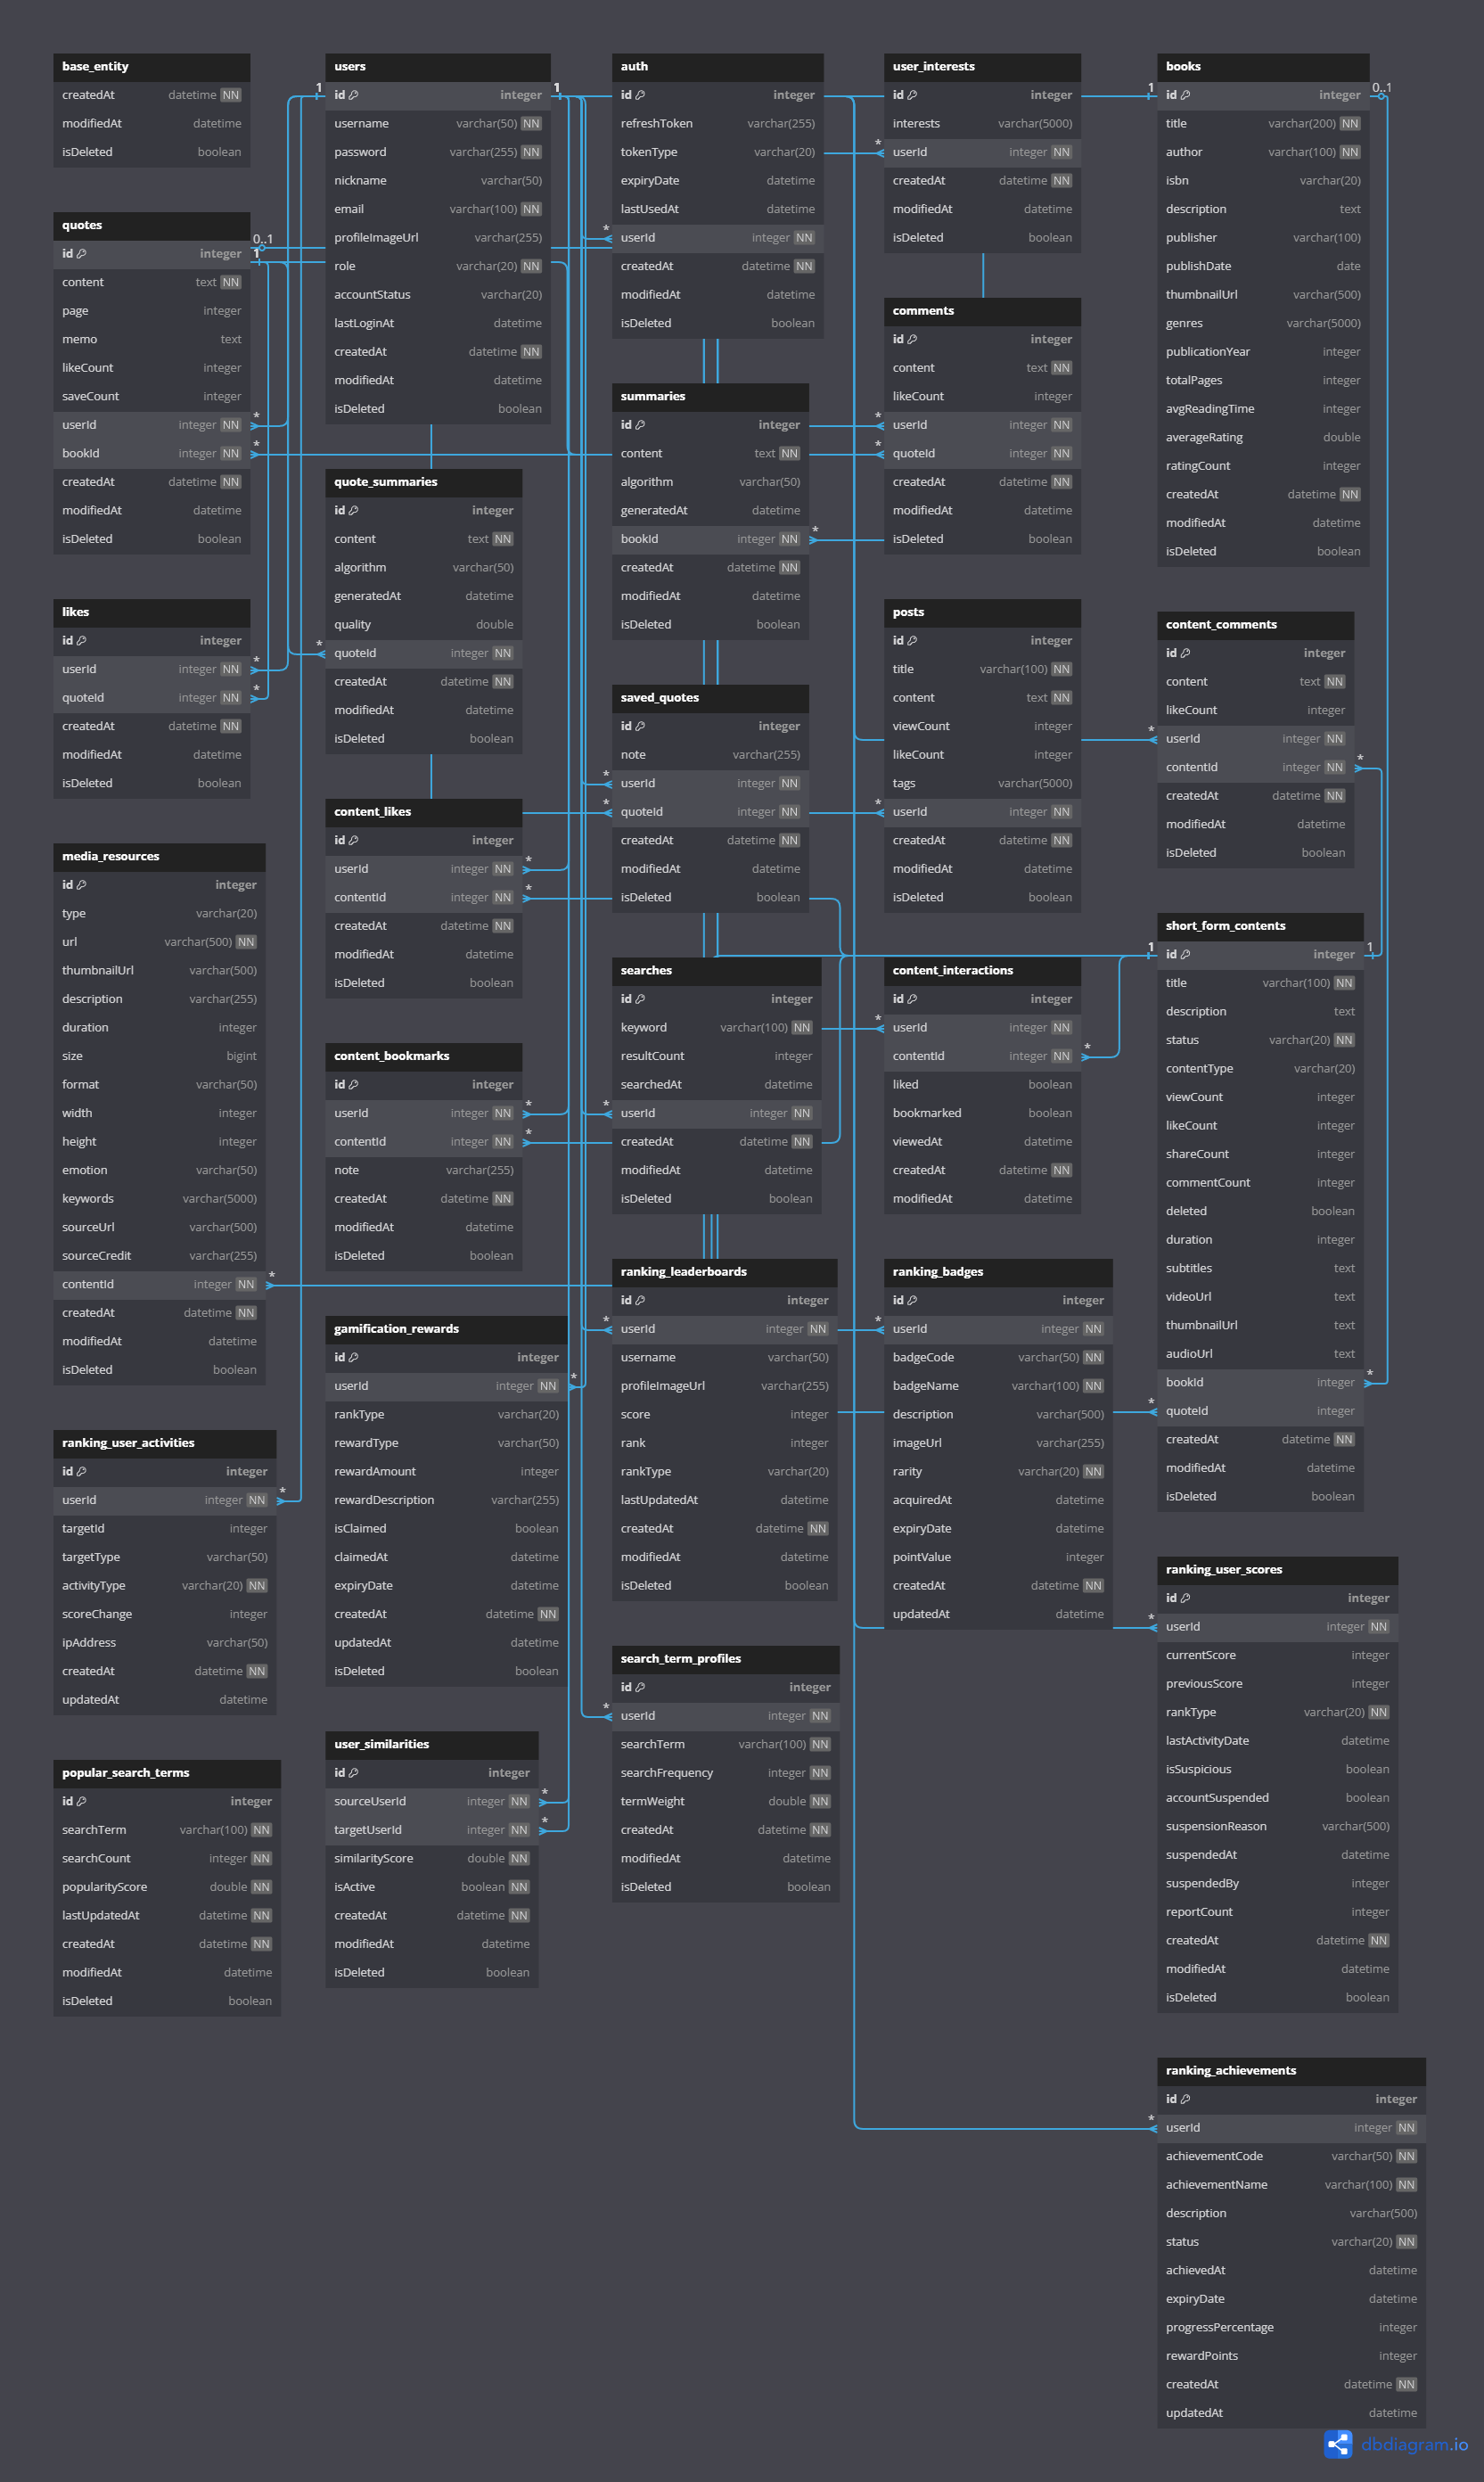 base_entity
createdAt datetime NN
modifiedAt datetime
isDeleted boolean
users
1 id integer 1
username varchar(50) NN
password varchar(255) NN
nickname varchar(50)
email varchar(100) NN
profileImageUrl varchar(255)
role varchar(20) NN
accountStatus varchar(20)
lastLoginAt datetime
createdAt datetime NN
modifiedAt datetime
isDeleted boolean
auth
id integer
refreshToken varchar(255)
tokenType varchar(20)
expiryDate datetime
lastUsedAt datetime
* userId integer NN
createdAt datetime NN
modifiedAt datetime
isDeleted boolean
user_interests
id integer
interests varchar(5000)
* userId integer NN
createdAt datetime NN
modifiedAt datetime
isDeleted boolean
books
1 id integer 0..1
title varchar(200) NN
author varchar(100) NN
isbn varchar(20)
description text
publisher varchar(100)
publishDate date
thumbnailUrl varchar(500)
genres varchar(5000)
publicationYear integer
totalPages integer
avgReadingTime integer
averageRating double
ratingCount integer
createdAt datetime NN
modifiedAt datetime
isDeleted boolean
quotes
0..1
id integer 1
content text NN
page integer
memo text
likeCount integer
saveCount integer
userId integer NN *
bookId integer NN *
createdAt datetime NN
modifiedAt datetime
isDeleted boolean
comments
id integer
content text NN
likeCount integer
* userId integer NN
* quoteId integer NN
createdAt datetime NN
modifiedAt datetime
isDeleted boolean
summaries
id integer
content text NN
algorithm varchar(50)
generatedAt datetime
bookId integer NN *
createdAt datetime NN
modifiedAt datetime
isDeleted boolean
quote_summaries
id integer
content text NN
algorithm varchar(50)
generatedAt datetime
quality double
* quoteId integer NN
createdAt datetime NN
modifiedAt datetime
isDeleted boolean
likes
id integer
userId integer NN *
quoteId integer NN *
createdAt datetime NN
modifiedAt datetime
isDeleted boolean
posts
id integer
title varchar(100) NN
content text NN
viewCount integer
likeCount integer
tags varchar(5000)
* userId integer NN
createdAt datetime NN
modifiedAt datetime
isDeleted boolean
content_comments
id integer
content text NN
likeCount integer
* userId integer NN
contentId integer NN *
createdAt datetime NN
modifiedAt datetime
isDeleted boolean
saved_quotes
id integer
note varchar(255)
* userId integer NN
* quoteId integer NN
createdAt datetime NN
modifiedAt datetime
isDeleted boolean
content_likes
id integer
userId integer NN *
contentId integer NN *
createdAt datetime NN
modifiedAt datetime
isDeleted boolean
media_resources
id integer
type varchar(20)
url varchar(500) NN
thumbnailUrl varchar(500)
description varchar(255)
duration integer
size bigint
format varchar(50)
width integer
height integer
emotion varchar(50)
keywords varchar(5000)
sourceUrl varchar(500)
sourceCredit varchar(255)
contentId integer NN *
createdAt datetime NN
modifiedAt datetime
isDeleted boolean
short_form_contents
1 id integer 1
title varchar(100) NN
description text
status varchar(20) NN
contentType varchar(20)
viewCount integer
likeCount integer
shareCount integer
commentCount integer
deleted boolean
duration integer
subtitles text
videoUrl text
thumbnailUrl text
audioUrl text
bookId integer *
* quoteId integer
createdAt datetime NN
modifiedAt datetime
isDeleted boolean
searches
id integer
keyword varchar(100) NN
resultCount integer
searchedAt datetime
* userId integer NN
createdAt datetime NN
modifiedAt datetime
isDeleted boolean
content_interactions
id integer
* userId integer NN
contentId integer NN *
liked boolean
bookmarked boolean
viewedAt datetime
createdAt datetime NN
modifiedAt datetime
content_bookmarks
id integer
userId integer NN *
contentId integer NN *
note varchar(255)
createdAt datetime NN
modifiedAt datetime
isDeleted boolean
ranking_leaderboards
id integer
* userId integer NN
username varchar(50)
profileImageUrl varchar(255)
score integer
rank integer
rankType varchar(20)
lastUpdatedAt datetime
createdAt datetime NN
modifiedAt datetime
isDeleted boolean
ranking_badges
id integer
* userId integer NN
badgeCode varchar(50) NN
badgeName varchar(100) NN
description varchar(500)
imageUrl varchar(255)
rarity varchar(20) NN
acquiredAt datetime
expiryDate datetime
pointValue integer
createdAt datetime NN
updatedAt datetime
gamification_rewards
id integer
userId integer NN *
rankType varchar(20)
rewardType varchar(50)
rewardAmount integer
rewardDescription varchar(255)
isClaimed boolean
claimedAt datetime
expiryDate datetime
createdAt datetime NN
updatedAt datetime
isDeleted boolean
ranking_user_activities
id integer
userId integer NN *
targetId integer
targetType varchar(50)
activityType varchar(20) NN
scoreChange integer
ipAddress varchar(50)
createdAt datetime NN
updatedAt datetime
ranking_user_scores
id integer
* userId integer NN
currentScore integer
previousScore integer
rankType varchar(20) NN
lastActivityDate datetime
isSuspicious boolean
accountSuspended boolean
suspensionReason varchar(500)
suspendedAt datetime
suspendedBy integer
reportCount integer
createdAt datetime NN
modifiedAt datetime
isDeleted boolean
search_term_profiles
id integer
* userId integer NN
searchTerm varchar(100) NN
searchFrequency integer NN
termWeight double NN
createdAt datetime NN
modifiedAt datetime
isDeleted boolean
user_similarities
id integer
sourceUserId integer NN *
targetUserId integer NN *
similarityScore double NN
isActive boolean NN
createdAt datetime NN
modifiedAt datetime
isDeleted boolean
popular_search_terms
id integer
searchTerm varchar(100) NN
searchCount integer NN
popularityScore double NN
lastUpdatedAt datetime NN
createdAt datetime NN
modifiedAt datetime
isDeleted boolean
ranking_achievements
id integer
* userId integer NN
achievementCode varchar(50) NN
achievementName varchar(100) NN
description varchar(500)
status varchar(20) NN
achievedAt datetime
expiryDate datetime
progressPercentage integer
rewardPoints integer
createdAt datetime NN
updatedAt datetime
dbdiagram.io